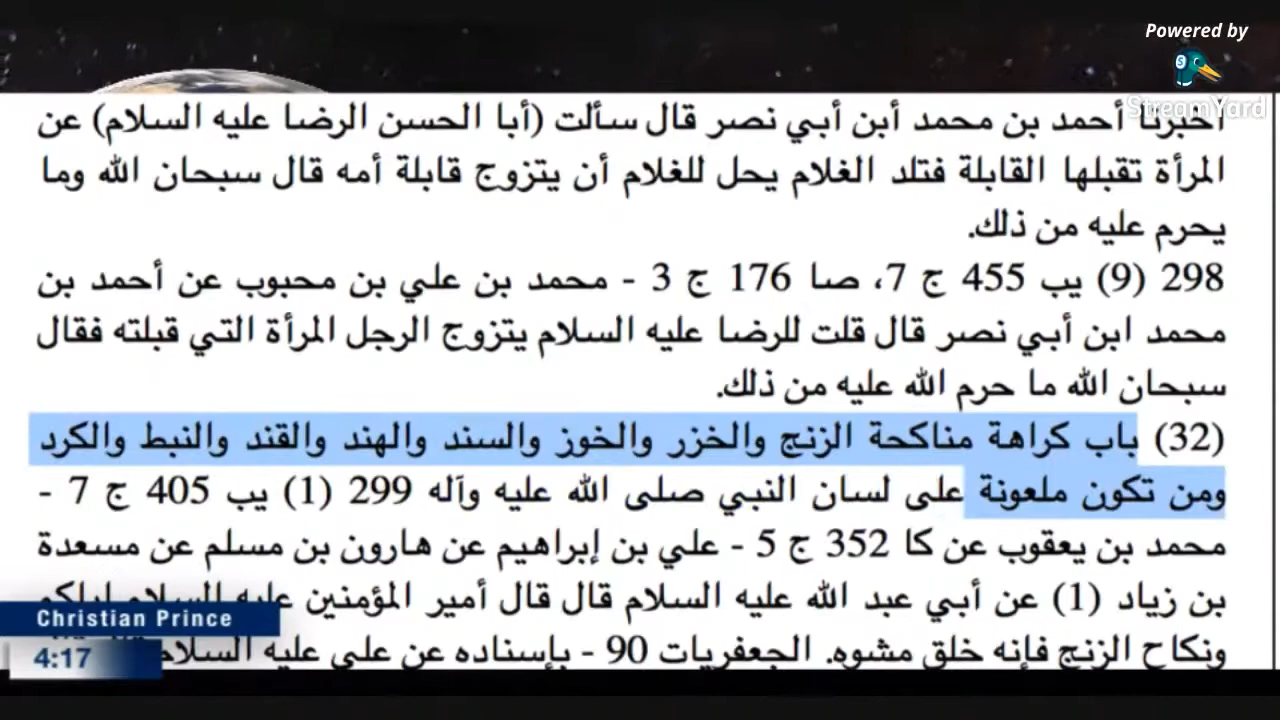 Powered by
StreamYard
أخبرنا أحمد بن محمد أبن أبي نصر قال سألت (أبا الحسن الرضا عليه السلام) عن
المرأة تقبلها القابلة فتلد الغلام يحل للغلام أن يتزوج قابلة أمه قال سبحان الله وما
يحرم عليه من ذلك.
298 (9) يب 455 ج 7، صا 176 ج 3 - محمد بن علي بن محبوب عن أحمد بن
محمد ابن أبي نصر قال قلت للرضا عليه السلام يتزوج الرجل المرأة التي قبلته فقال
سبحان الله ما حرم الله عليه من ذلك.
(32) باب كراهة مناكحة الزنج والخزر والخوز والسند والهند والقند والنبط والكرد
ومن تكون ملعونة على لسان النبي صلى الله عليه وآله 299 (1) يب 405 ج 7 -
محمد بن يعقوب عن كا 352 ج 5 - علي بن إبراهيم عن هارون بن مسلم عن مسعدة
بن زياد (1) عن أبي عبد الله عليه السلام قال قال أمير المؤمنين عليه السلام إياكم
ونكاح الزنج فإنه خلق مشوه. الجعفريات 90 - بإسناده عن علي عليه السلام
Christian Prince
4:17